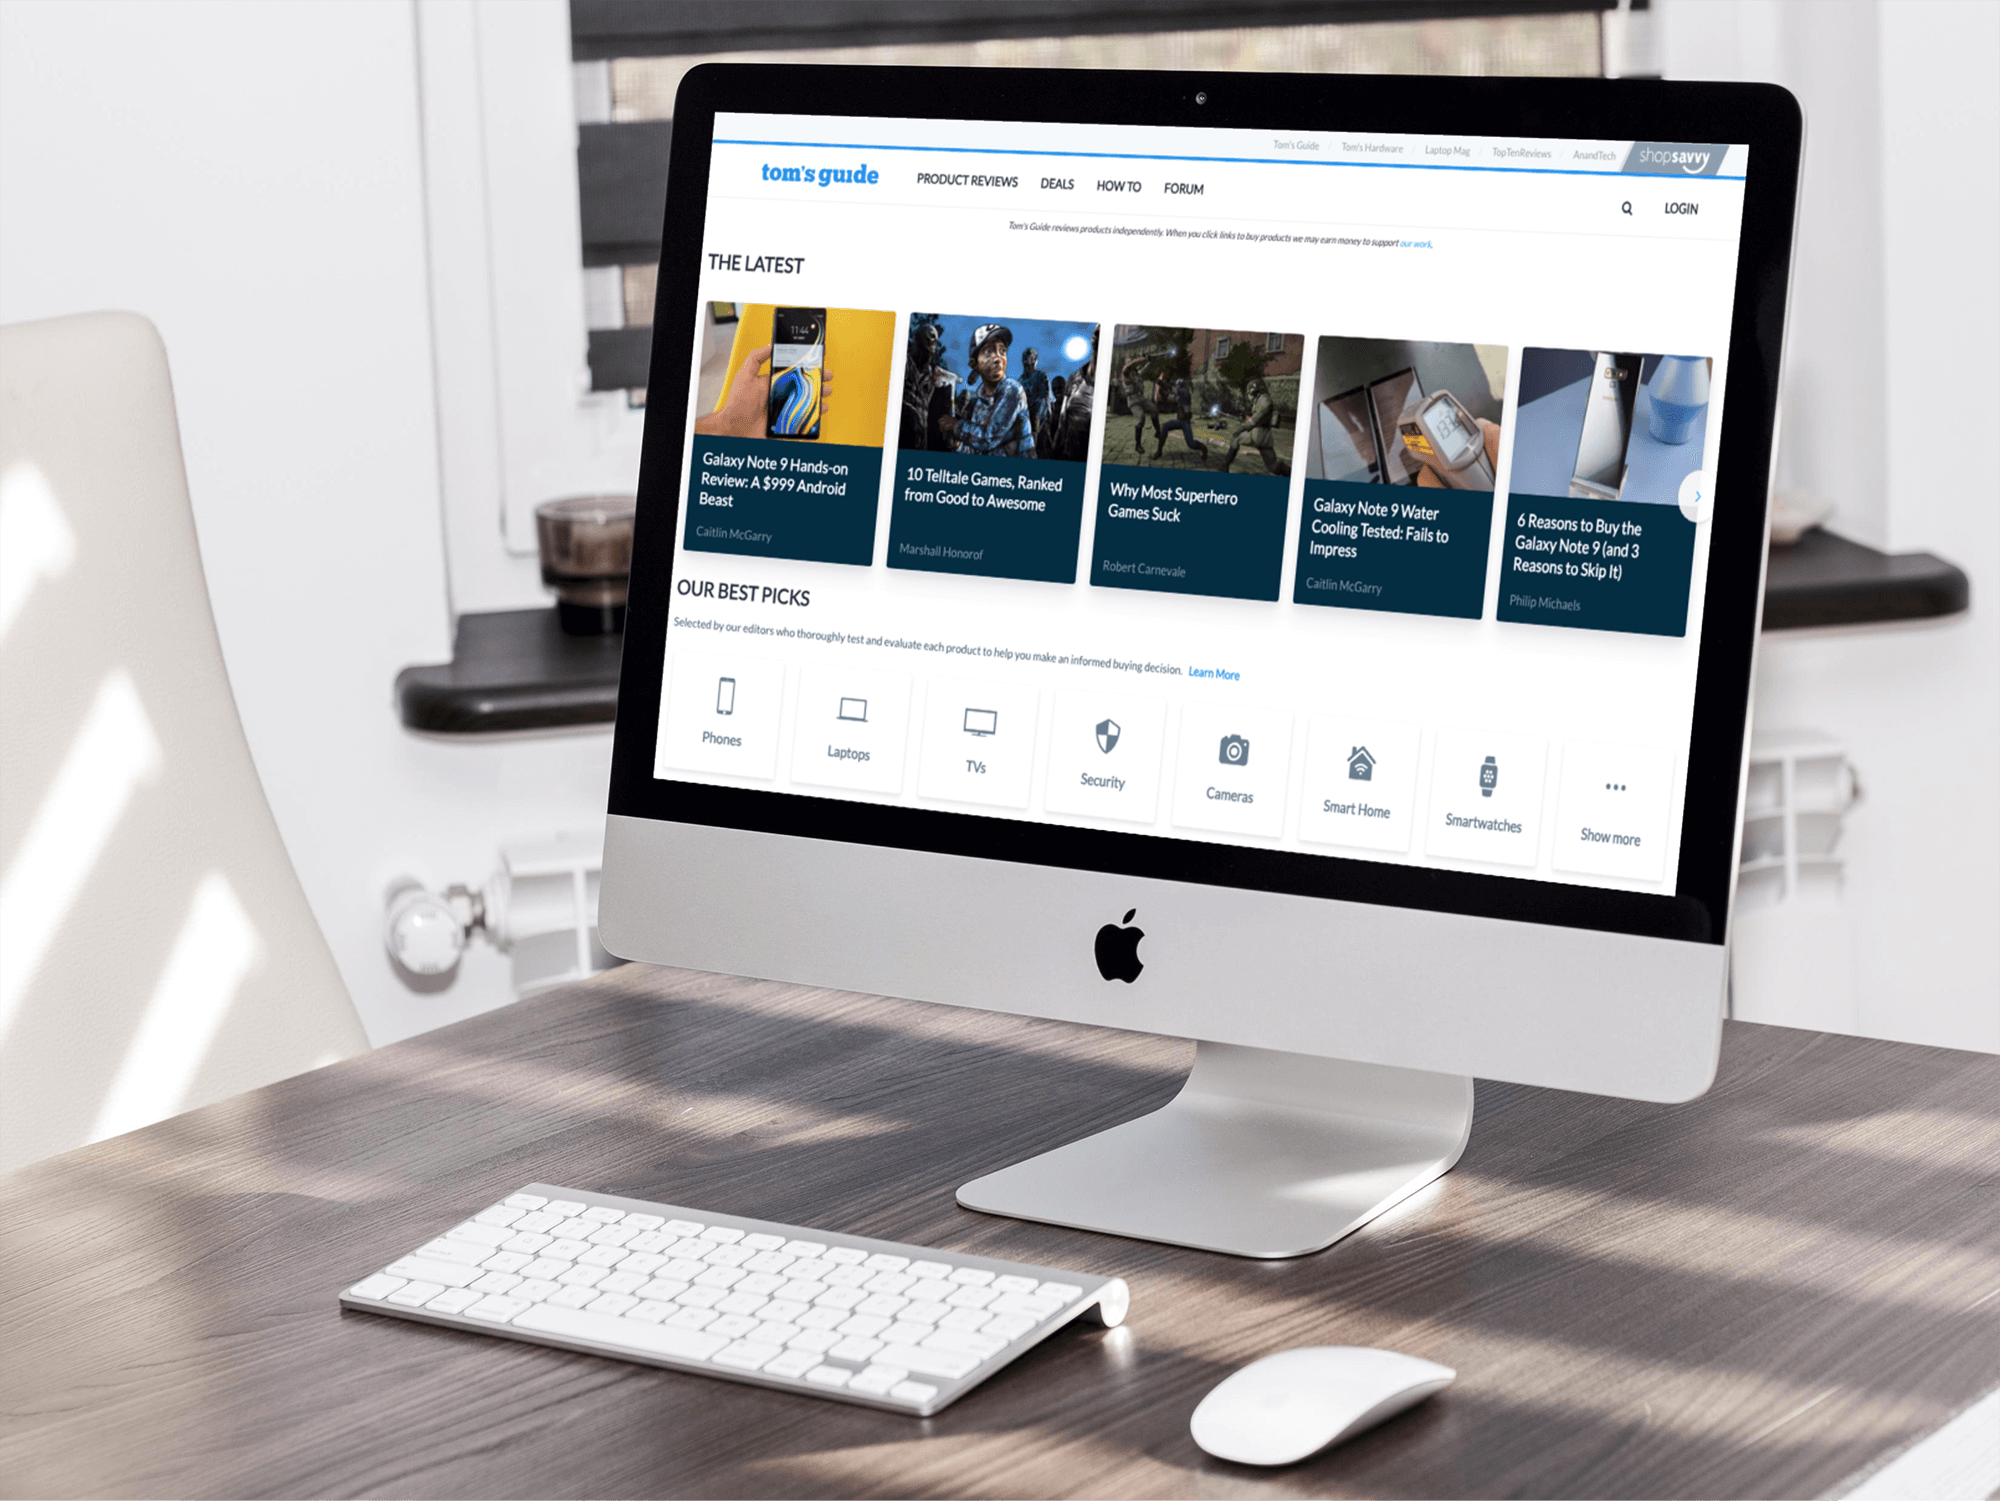 Tom's Guide / Tom's Hardware / Laptop Mag / TopTenReviews / AnandTech
shopsavvy
tom's guide
PRODUCT REVIEWS DEALS HOW TO FORUM
LOGIN
Tom's Guide reviews products independently. When you click links to buy products we may earn money to support our work.
THE LATEST
11:44
Galaxy Note 9 Hands-on
Review: A $999 Android
Beast
Caitlin McGarry
10 Telltale Games, Ranked
from Good to Awesome
Marshall Honorof
Why Most Superhero
Games Suck
Robert Carnevale
Galaxy Note 9 Water
Cooling Tested: Fails to
Impress
Caitlin McGarry
6 Reasons to Buy the
Galaxy Note 9 (and 3
Reasons to Skip It)
Philip Michaels
OUR BEST PICKS
Selected by our editors who thoroughly test and evaluate each product to help you make an informed buying decision. Learn More
Phones
Laptops
TVs
Security
Cameras
Smart Home
Smartwatches
Show more